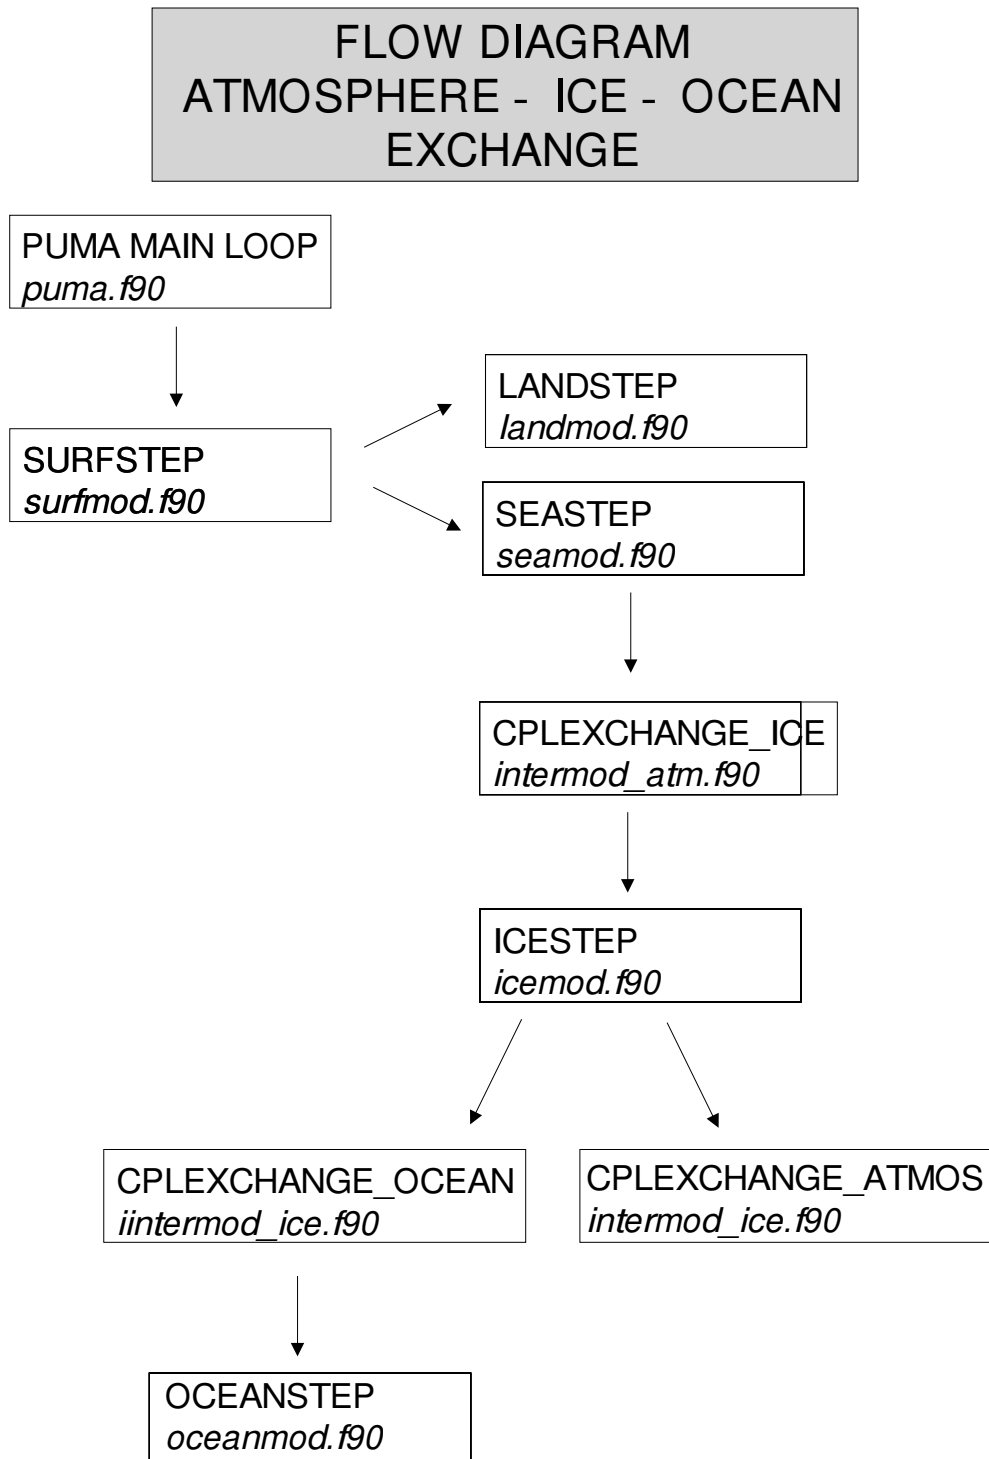 FLOW DIAGRAM
ATMOSPHERE - ICE - OCEAN
EXCHANGE
PUMA MAIN LOOP
puma.f90
LANDSTEP
landmod.f90
SURFSTEP
surfmod.f90
SEASTEP
seamod.f90
CPLEXCHANGE_ICE
intermod_atm.f90
ICESTEP
icemod.f90
CPLEXCHANGE_OCEAN
iintermod_ice.f90
CPLEXCHANGE_ATMOS
intermod_ice.f90
OCEANSTEP
oceanmod.f90